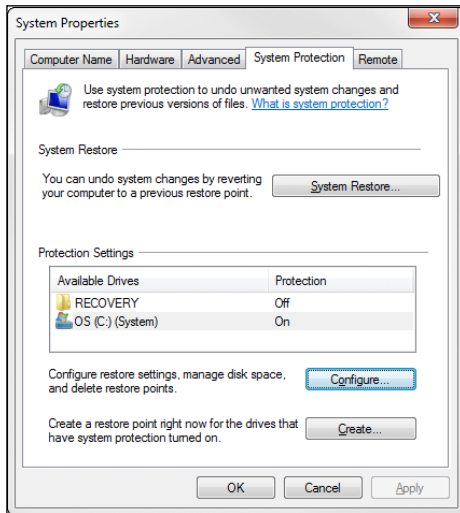 System Properties
Computer Name Hardware Advanced System Protection Remote
Use system protection to undo unwanted system changes and
restore previous versions of files. What is system protection?
System Restore
You can undo system changes by reverting
your computer to a previous restore point.
System Restore...
Protection Settings
Available Drives Protection
RECOVERY Off
OS (C:) (System) On
Configure restore settings, manage disk space,
and delete restore points.
Configure...
Create a restore point right now for the drives that
have system protection turned on.
Create...
OK Cancel Apply